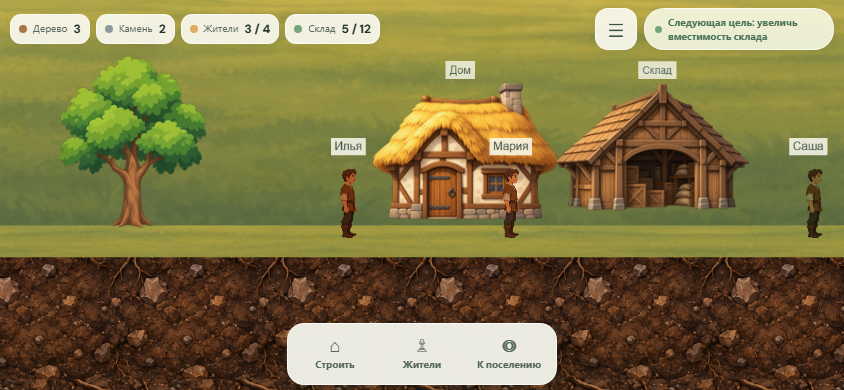 Дерево 3
Камень 2
Жители 3 / 4
Склад 5 / 12
Следующая цель: увеличь
вместимость склада
Дом
Склад
Илья
Мария
Саша
Строить
Жители
К поселению